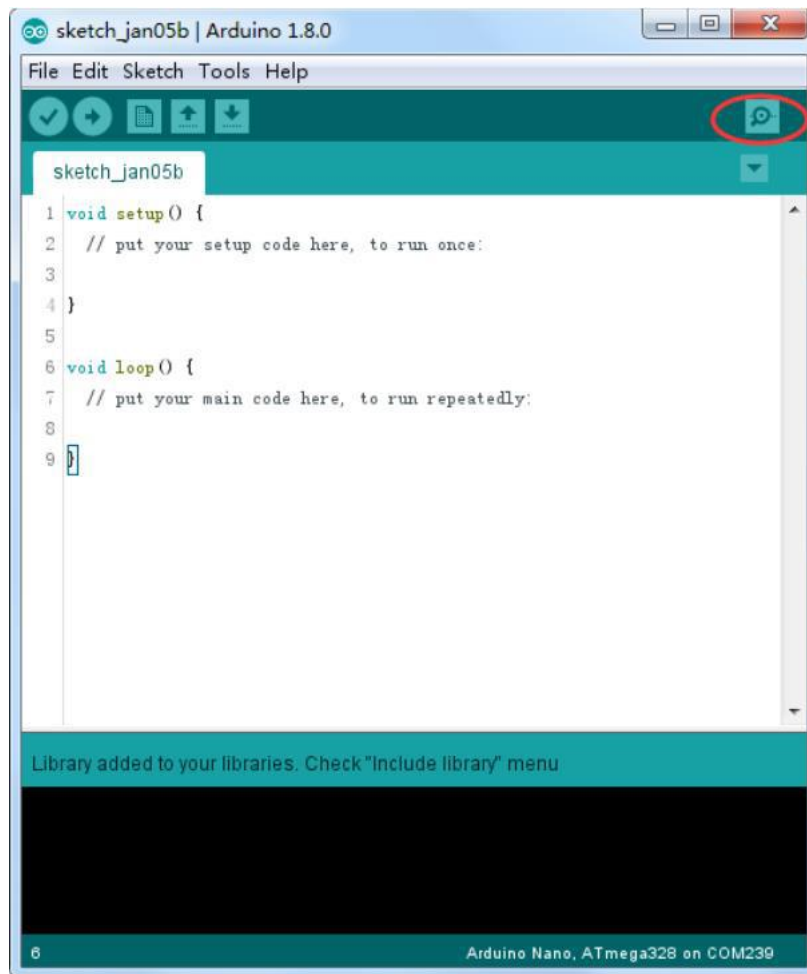 sketch_jan05b | Arduino 1.8.0
File Edit Sketch Tools Help
sketch_jan05b
1 void setup() {
2 // put your setup code here, to run once:
3
4 }
5
6 void loop() {
7 // put your main code here, to run repeatedly:
8
9 }
Library added to your libraries. Check "Include library" menu
6 Arduino Nano, ATmega328 on COM239